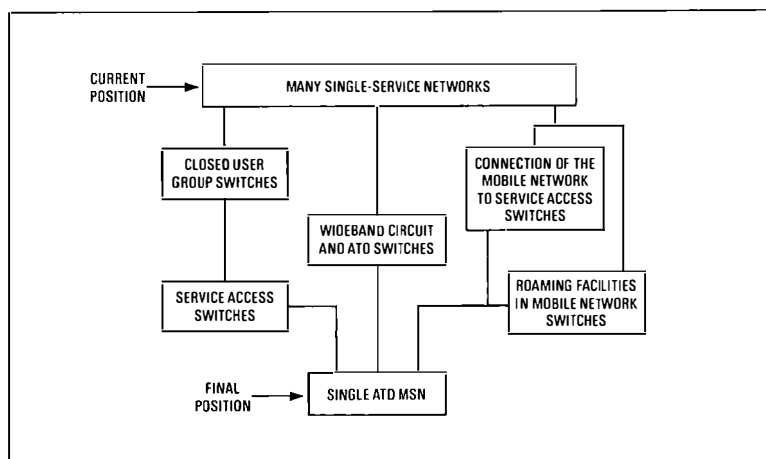 CURRENT
POSITION
MANY SINGLE-SERVICE NETWORKS
CLOSED USER
GROUP SWITCHES
CONNECTION OF THE
MOBILE NETWORK
TO SERVICE ACCESS
SWITCHES
WIDEBAND CIRCUIT
AND ATO SWITCHES
SERVICE ACCESS
SWITCHES
ROAMING FACILITIES
IN MOBILE NETWORK
SWITCHES
FINAL
POSITION
SINGLE ATD MSN